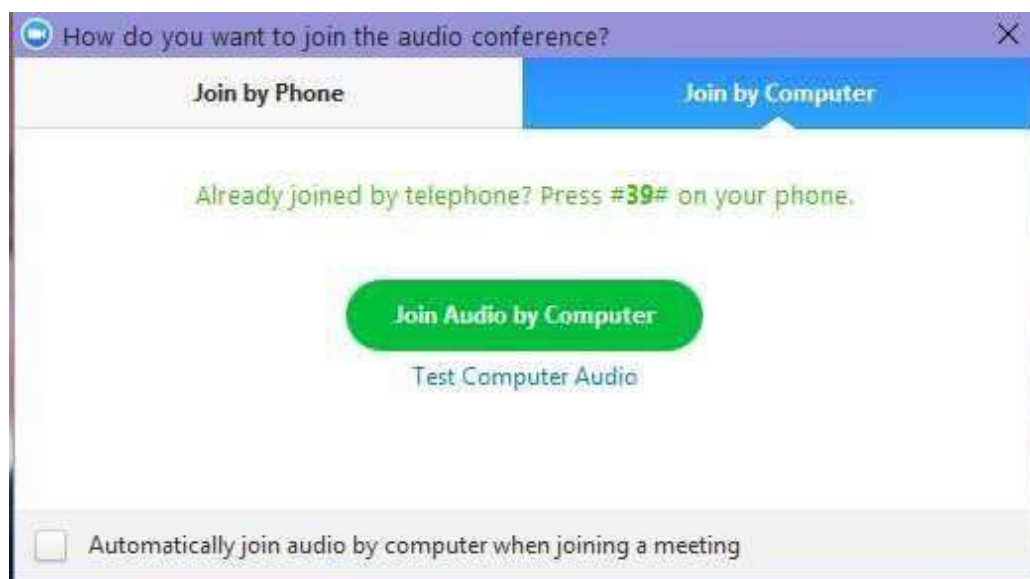 How do you want to join the audio conference?
Join by Phone
Join by Computer
Already joined by telephone? Press #39# on your phone.
Join Audio by Computer
Test Computer Audio
Automatically join audio by computer when joining a meeting